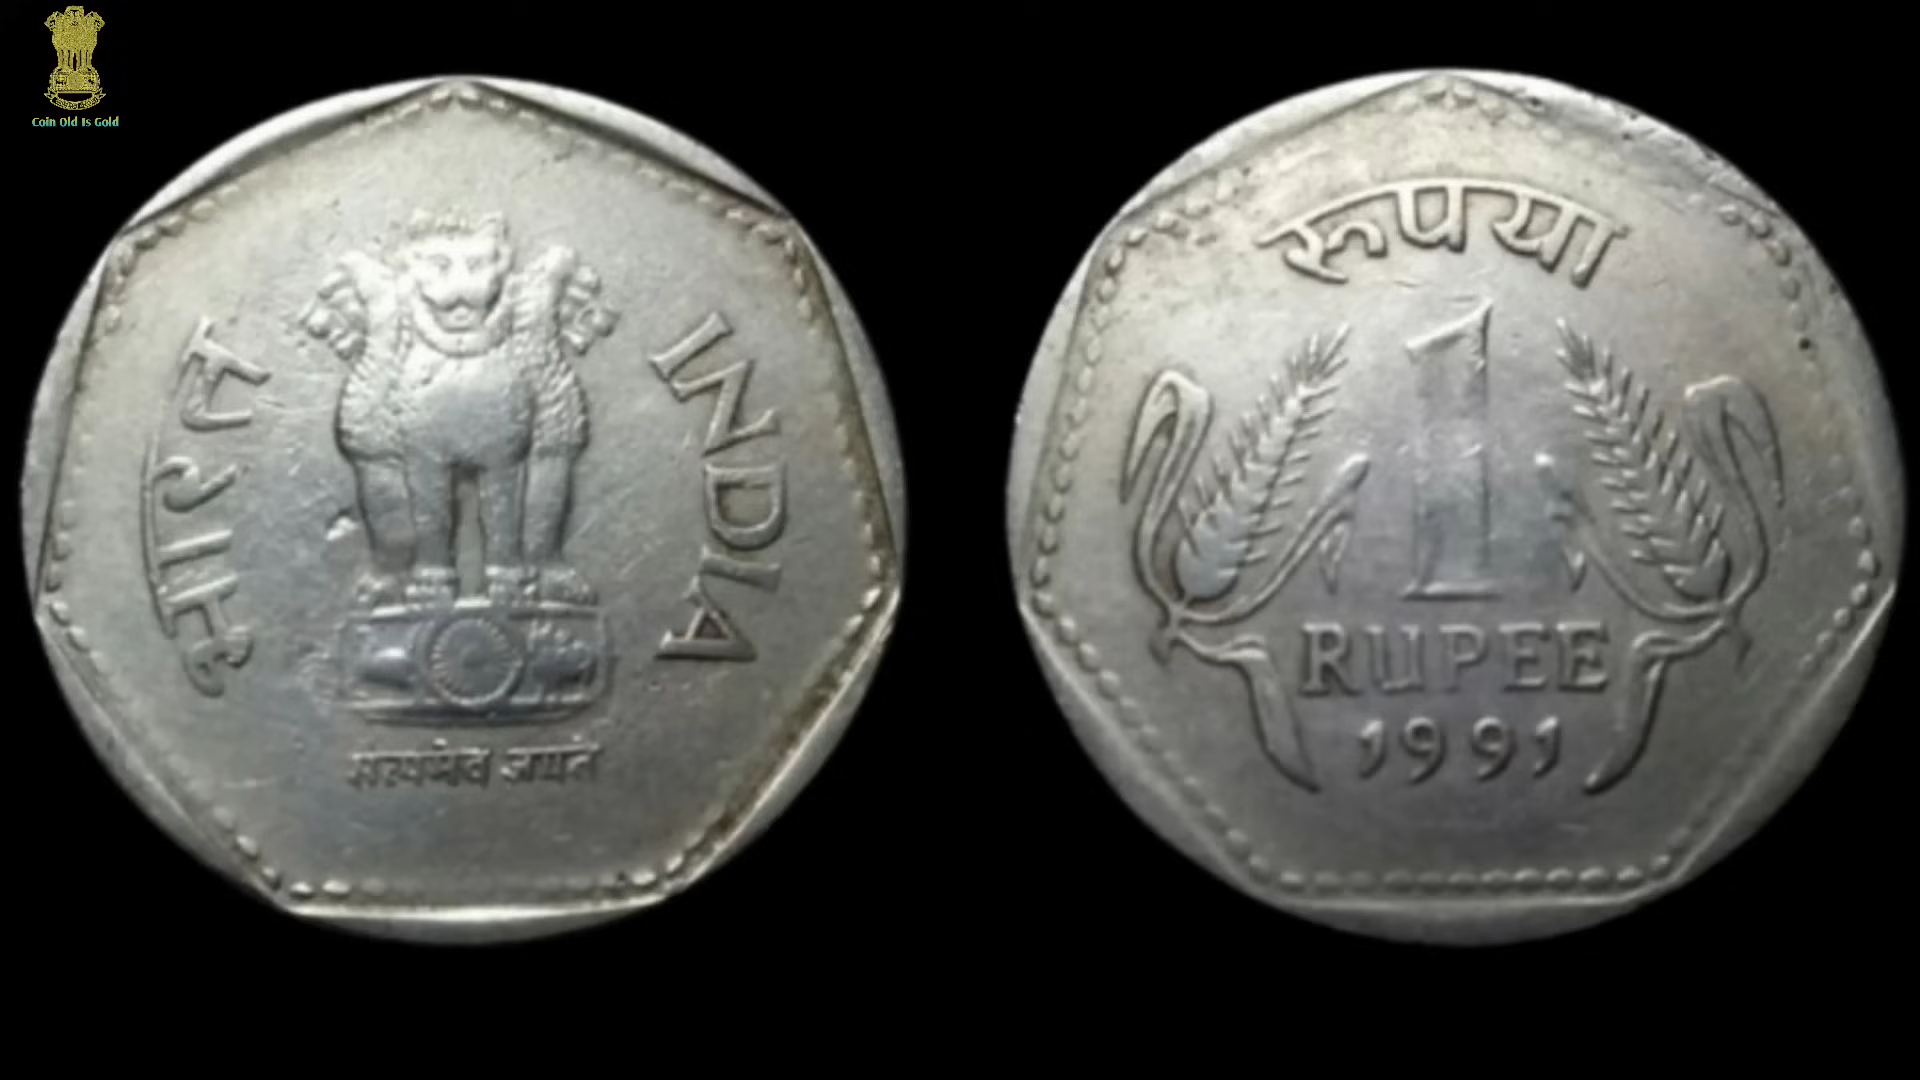 Coin Old Is Gold
भारत
INDIA
सत्यमेव जयते
रूपया
1
RUPEE
1991